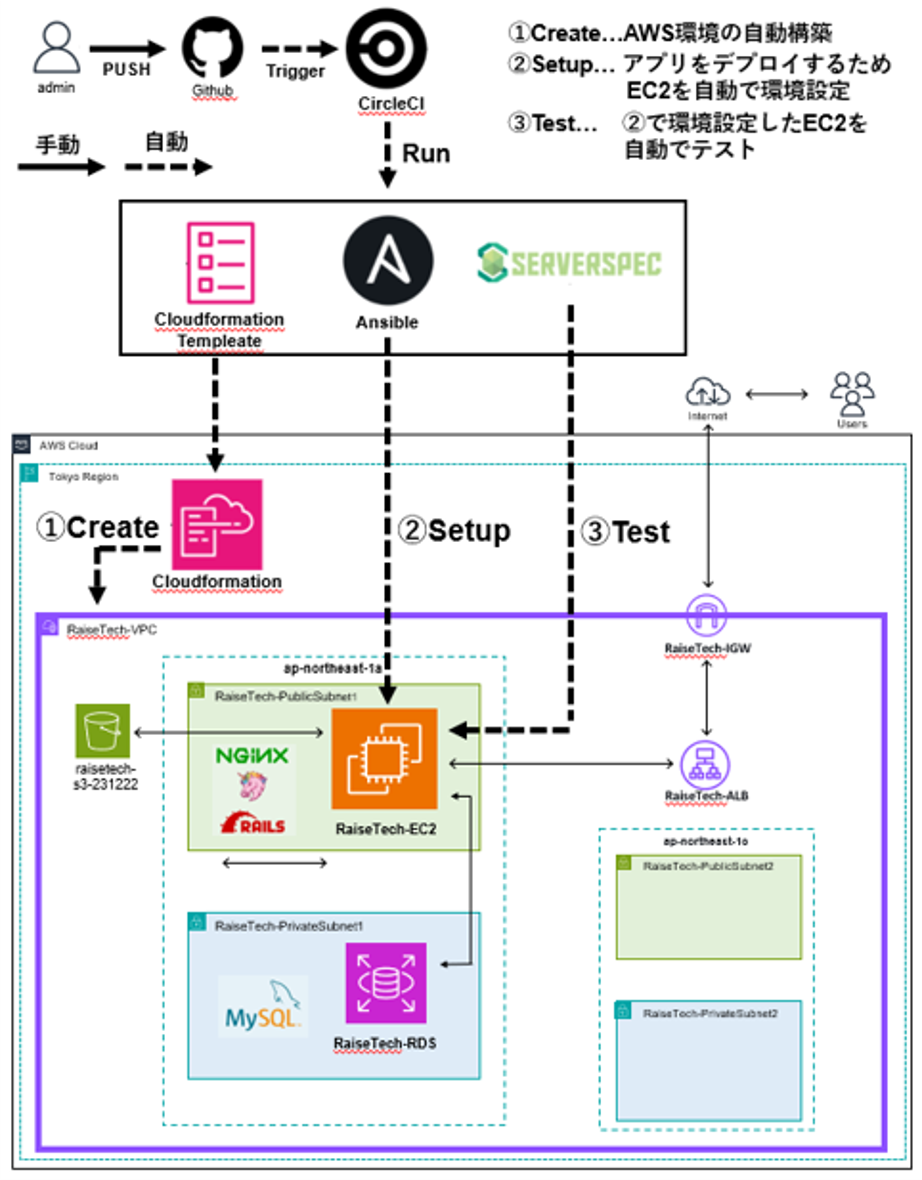 ①Create…AWS環境の自動構築
②Setup… アプリをデプロイするため
EC2を自動で環境設定
③Test… ②で環境設定したEC2を
自動でテスト
admin
PUSH
Github
Trigger
CircleCI
手動
自動
Run
Cloudformation
Templeate
Ansible
SERVERSPEC
Internet
Users
AWS Cloud
Tokyo Region
①Create
②Setup
③Test
Cloudformation
RaiseTech-VPC
RaiseTech-IGW
ap-northeast-1a
RaiseTech-PublicSubnet1
raisetech-
s3-231222
NGINX
RAILS
RaiseTech-EC2
RaiseTech-ALB
ap-northeast-1c
RaiseTech-PublicSubnet2
RaiseTech-PrivateSubnet1
MySQL
RaiseTech-RDS
RaiseTech-PrivateSubnet2